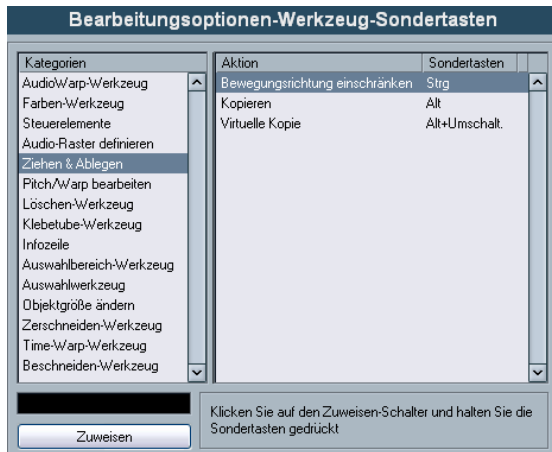 Bearbeitungsoptionen-Werkzeug-Sondertasten
Kategorien
AudioWarp-Werkzeug
Farben-Werkzeug
Steuerelemente
Audio-Raster definieren
Ziehen & Ablegen
Pitch/Warp bearbeiten
Löschen-Werkzeug
Klebetube-Werkzeug
Infozeile
Auswahlbereich-Werkzeug
Auswahlwerkzeug
Objektgröße ändern
Zerschneiden-Werkzeug
Time-Warp-Werkzeug
Beschneiden-Werkzeug
Aktion Sondertasten
Bewegungsrichtung einschränken Strg
Kopieren Alt
Virtuelle Kopie Alt+Umschalt.
Zuweisen
Klicken Sie auf den Zuweisen-Schalter und halten Sie die
Sondertasten gedrückt